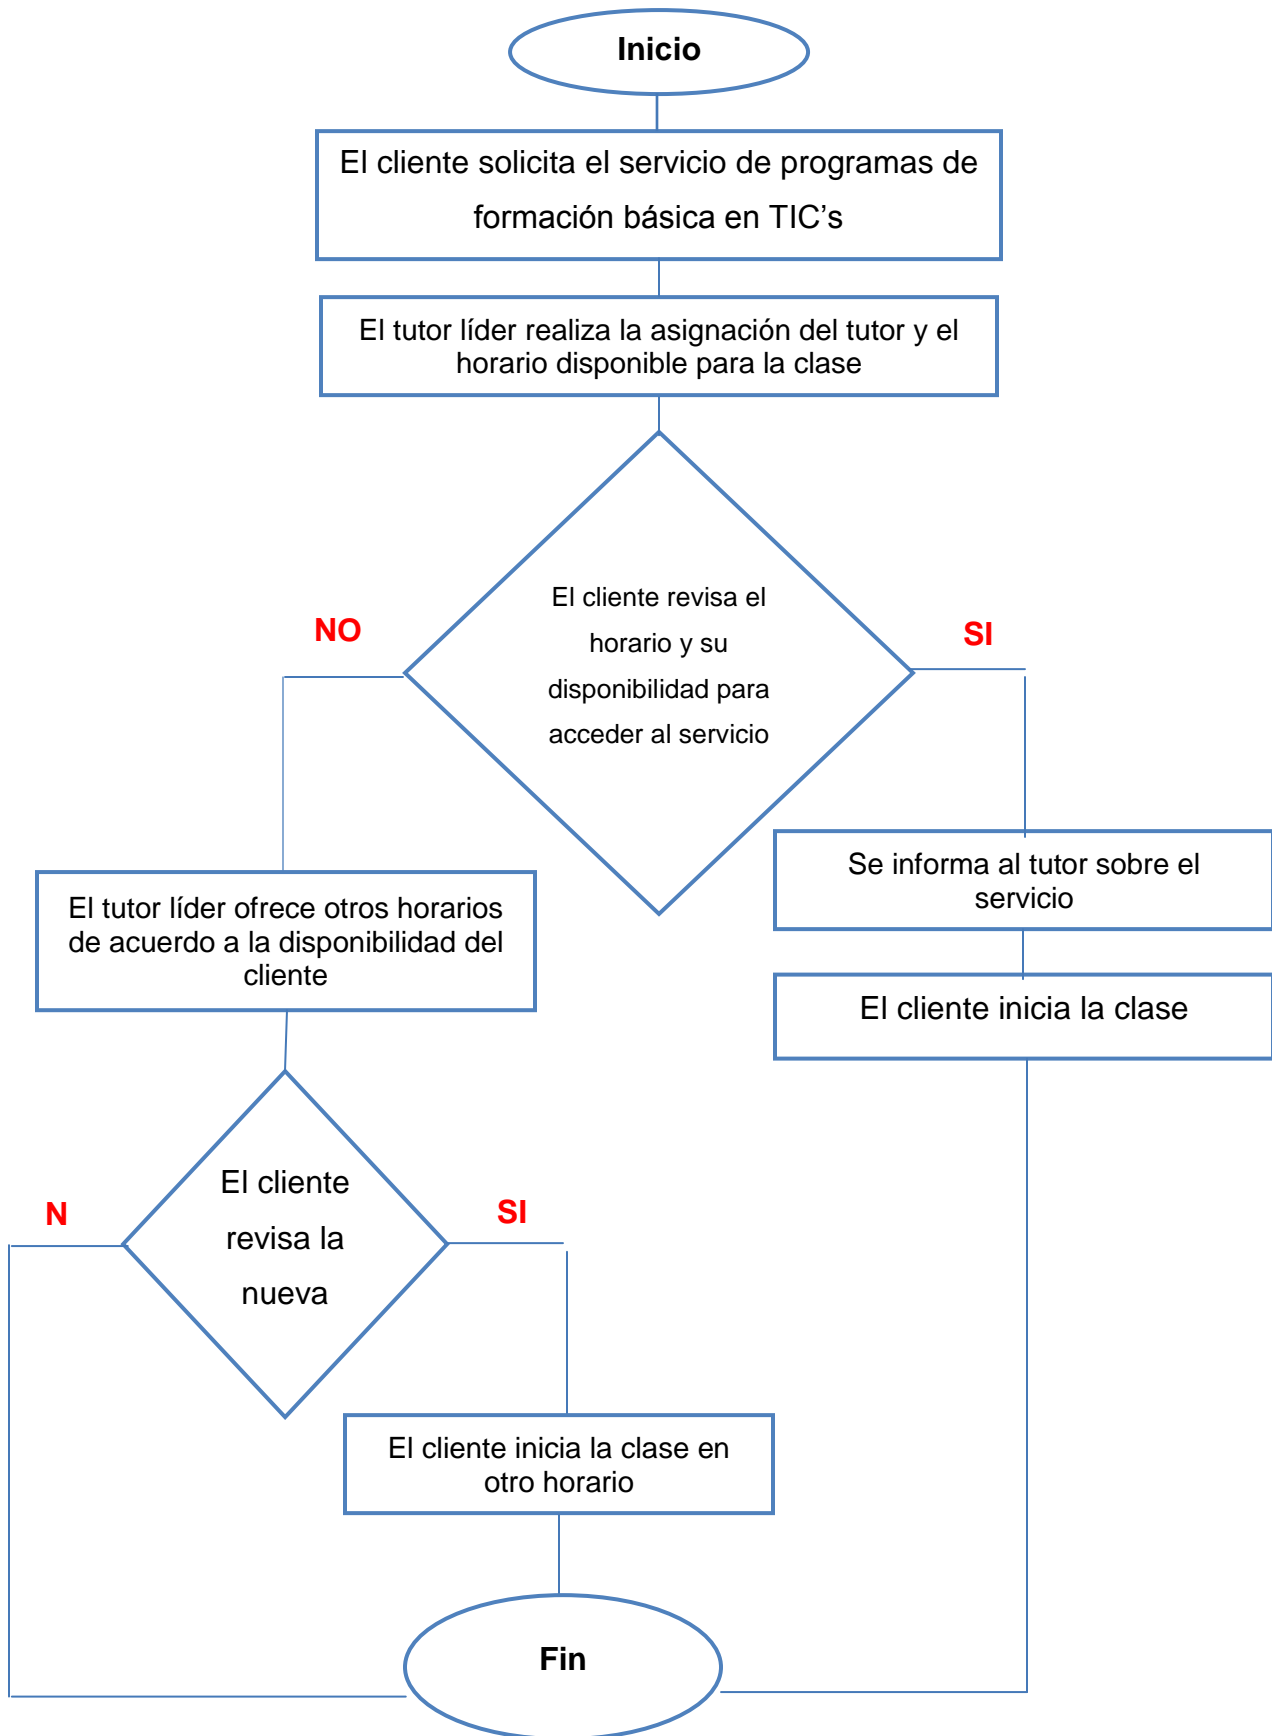 Inicio
El cliente solicita el servicio de programas de
formación básica en TIC’s
El tutor líder realiza la asignación del tutor y el
horario disponible para la clase
El cliente revisa el
horario y su
disponibilidad para
acceder al servicio
NO
SI
Se informa al tutor sobre el
servicio
El cliente inicia la clase
El tutor líder ofrece otros horarios
de acuerdo a la disponibilidad del
cliente
El cliente
revisa la
nueva
N
SI
El cliente inicia la clase en
otro horario
Fin